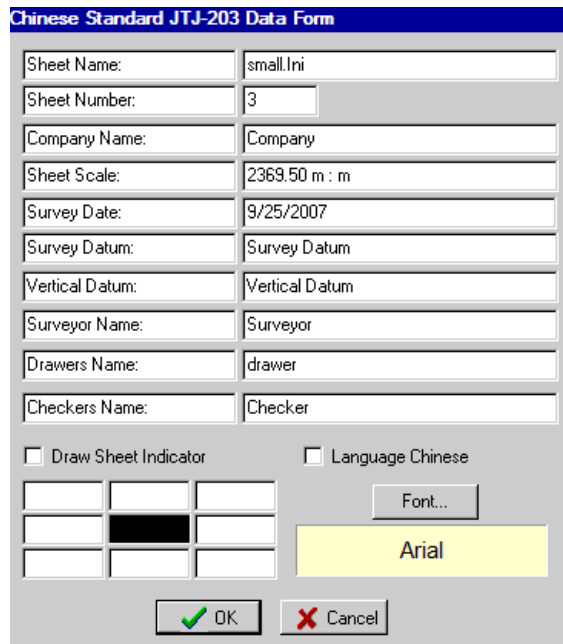 Chinese Standard JTJ-203 Data Form
Sheet Name: small.Ini
Sheet Number: 3
Company Name: Company
Sheet Scale: 2369.50 m : m
Survey Date: 9/25/2007
Survey Datum: Survey Datum
Vertical Datum: Vertical Datum
Surveyor Name: Surveyor
Drawers Name: drawer
Checkers Name: Checker
Draw Sheet Indicator Language Chinese
Font...
Arial
OK Cancel